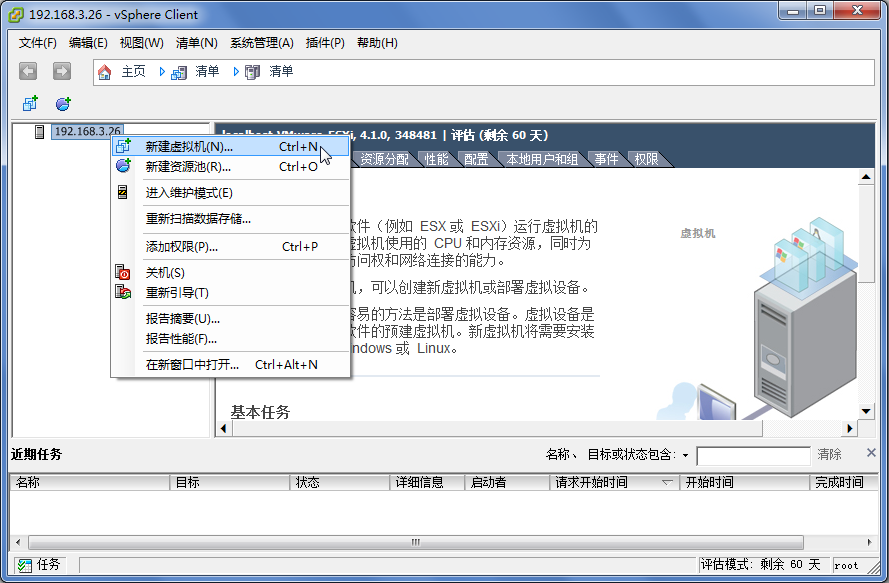 192.168.3.26 - vSphere Client
文件(F) 编辑(E) 视图(W) 清单(N) 系统管理(A) 插件(P) 帮助(H)
主页 清单 清单
192.168.3.26
localhost VMware ESXi, 4.1.0, 348481 | 评估 (剩余 60 天)
资源分配 性能 配置 本地用户和组 事件 权限
新建虚拟机(N)... Ctrl+N
新建资源池(R)... Ctrl+O
进入维护模式(E)
重新扫描数据存储...
添加权限(P)... Ctrl+P
关机(S)
重新引导(T)
报告摘要(U)...
报告性能(F)...
在新窗口中打开... Ctrl+Alt+N
件（例如 ESX 或 ESXi）运行虚拟机的
虚拟机使用的 CPU 和内存资源，同时为
访问权和网络连接的能力。
，可以创建新虚拟机或部署虚拟设备。
容易的方法是部署虚拟设备。虚拟设备是
件的预建虚拟机。新虚拟机将需要安装
ndows 或 Linux。
虚拟机
基本任务
近期任务 名称、目标或状态包含: 清除
名称 目标 状态 详细信息 启动者 请求开始时间 开始时间 完成时间
任务 评估模式: 剩余 60 天 root